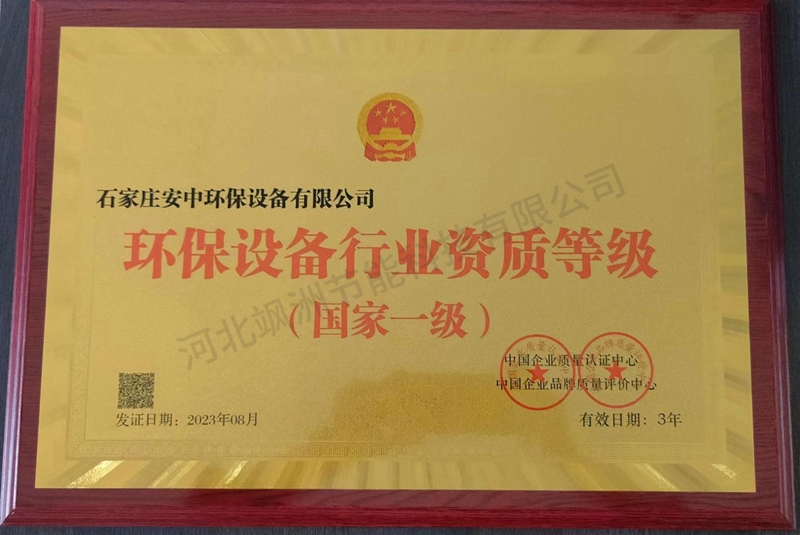 石家庄安中环保设备有限公司
环保设备行业资质等级
（国家一级）
河北飒洲节能科技有限公司
中国企业质量认证中心
中国企业品牌质量评价中心
发证日期：2023年08月
有效日期：3年